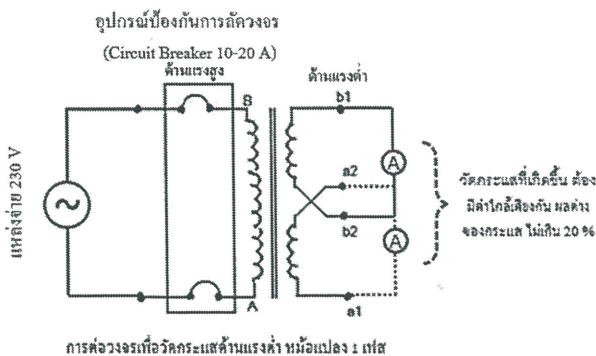 อุปกรณ์ป้องกันการลัดวงจร
(Circuit Breaker 10-20 A)
ด้านแรงสูง
ด้านแรงต่ำ
B
b1
A
a2
แหล่งจ่าย 230 V
วัดกระแสที่เกิดขึ้น ต้อง
มีค่าใกล้เคียงกัน ผลต่าง
ของกระแส ไม่เกิน 20 %
b2
A
A
a1
การต่อวงจรเพื่อวัดกระแสด้านแรงต่ำ หม้อแปลง 1 เฟส